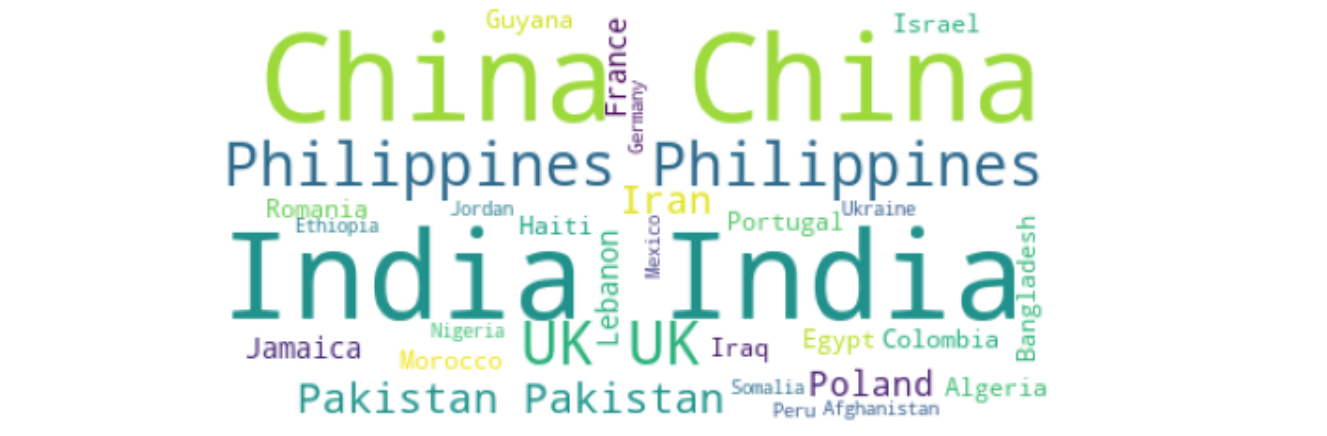 Guyana
Israel
China China
France
Germany
Philippines Philippines
Iran
Romania
Jordan
Ukraine
Ethiopia
Haiti
Mexico
Portugal
India India
Lebanon
Bangladesh
Nigeria
UK UK
Jamaica
Morocco
Iraq
Egypt
Colombia
Pakistan Pakistan
Somalia
Poland
Algeria
Peru
Afghanistan